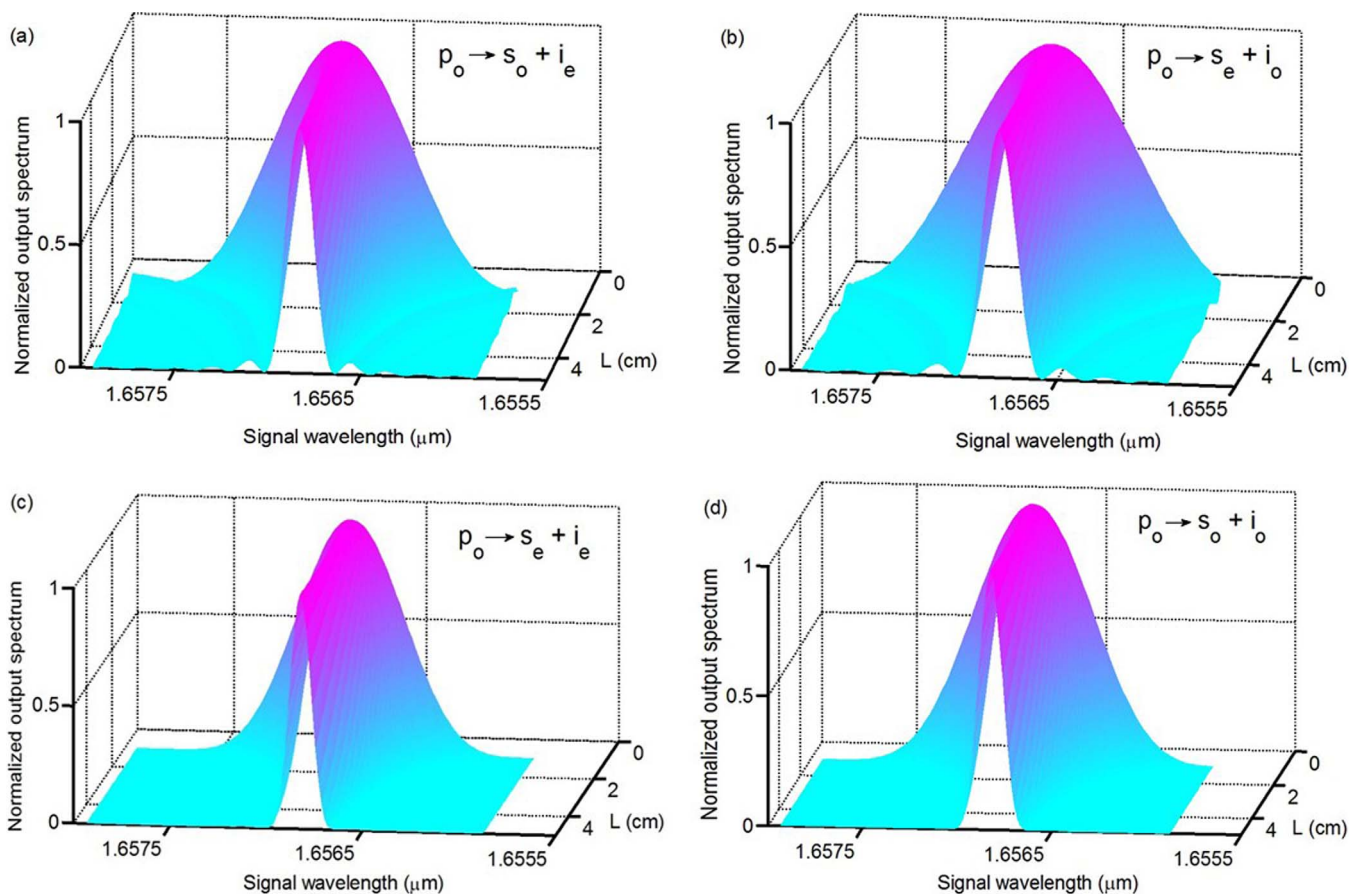 (a)
p_o → s_o + i_e
Normalized output spectrum
1
0.5
0
0
2
4
L (cm)
1.6575
1.6565
1.6555
Signal wavelength (μm)
(b)
p_o → s_e + i_o
Normalized output spectrum
1
0.5
0
0
2
4
L (cm)
1.6575
1.6565
1.6555
Signal wavelength (μm)
(c)
p_o → s_e + i_e
Normalized output spectrum
1
0.5
0
0
2
4
L (cm)
1.6575
1.6565
1.6555
Signal wavelength (μm)
(d)
p_o → s_o + i_o
Normalized output spectrum
1
0.5
0
0
2
4
L (cm)
1.6575
1.6565
1.6555
Signal wavelength (μm)